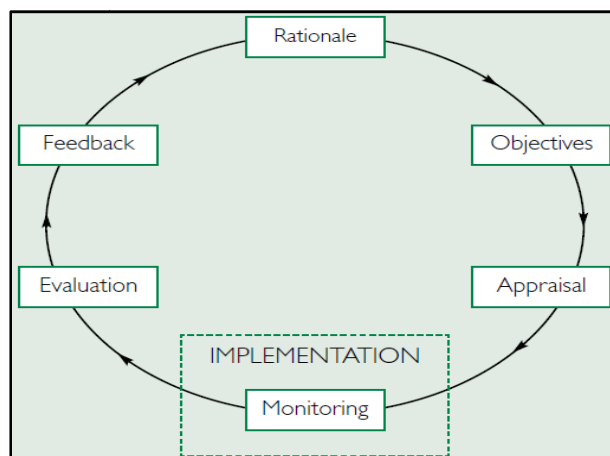 Rationale
Feedback
Objectives
Evaluation
Appraisal
IMPLEMENTATION
Monitoring